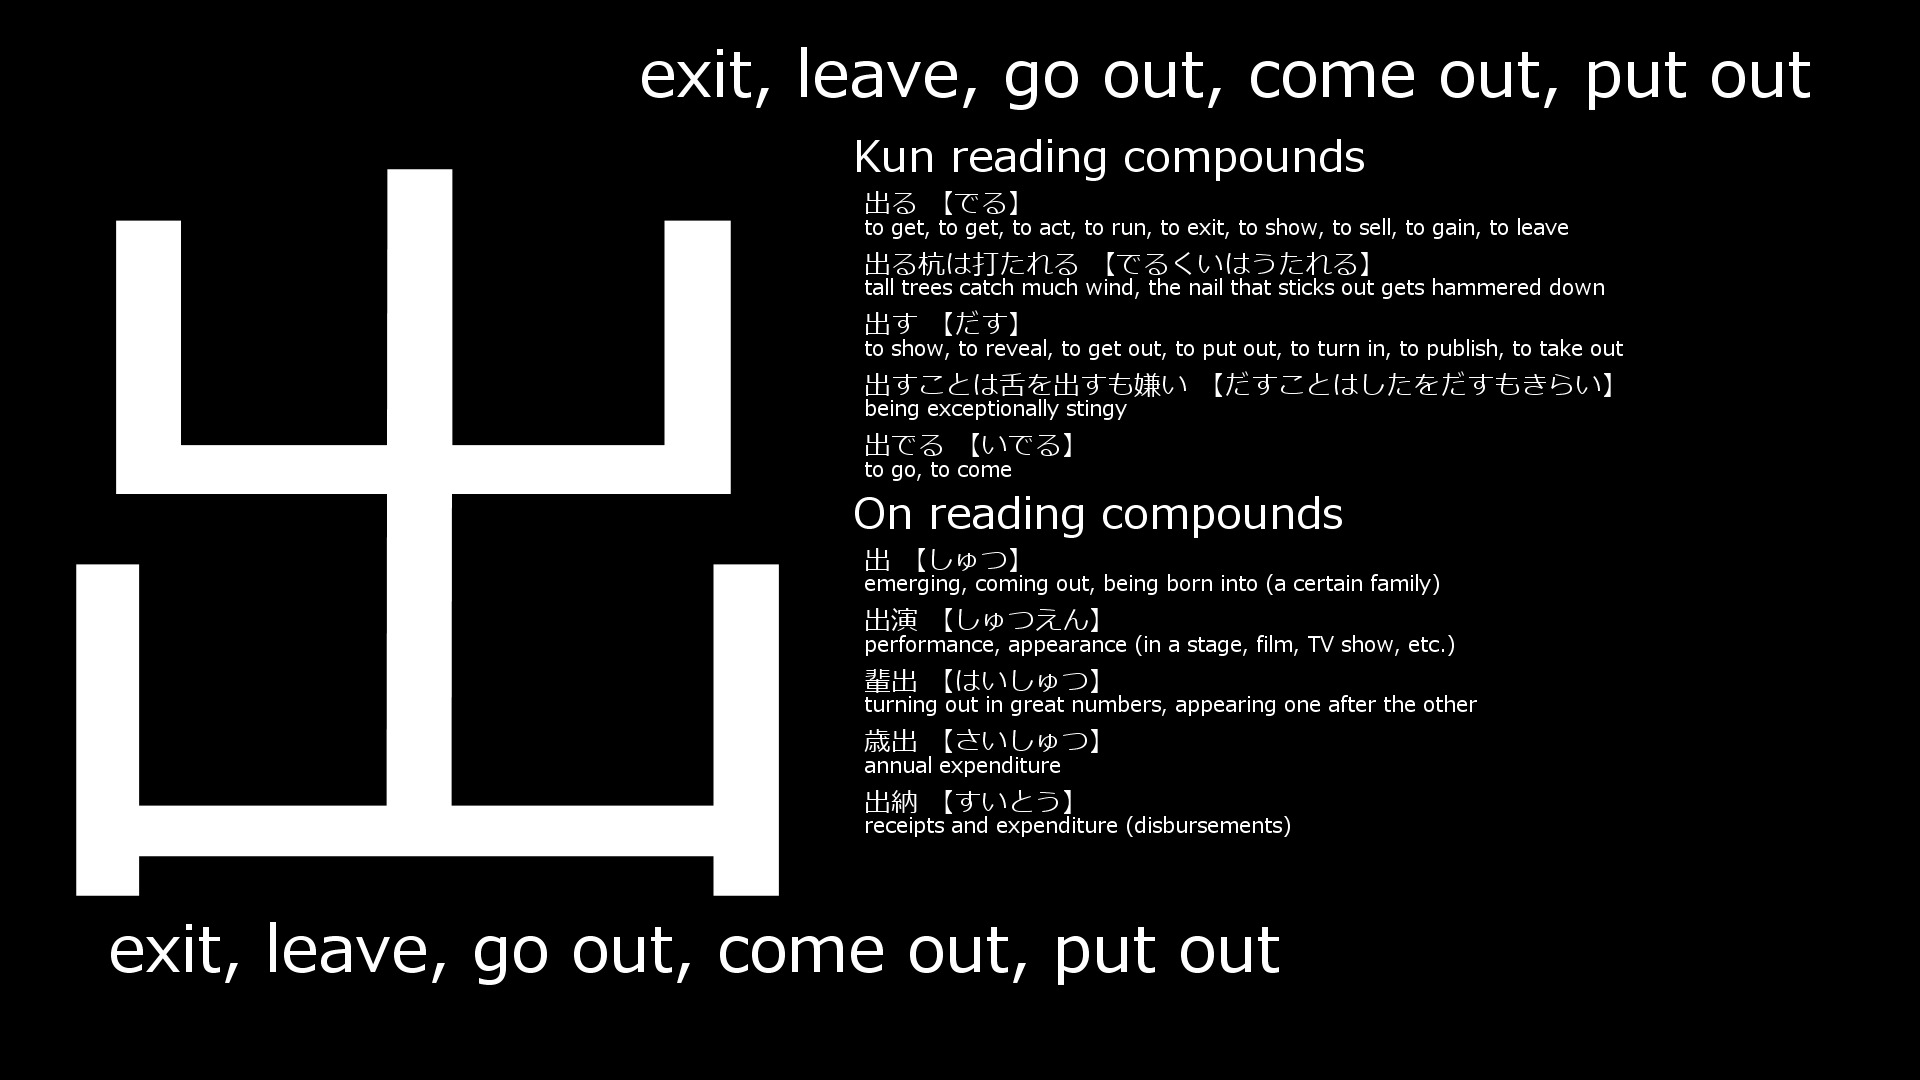 exit, leave, go out, come out, put out
出
Kun reading compounds
出る 【でる】
to get, to get, to act, to run, to exit, to show, to sell, to gain, to leave
出る杭は打たれる 【でるくいはうたれる】
tall trees catch much wind, the nail that sticks out gets hammered down
出す 【だす】
to show, to reveal, to get out, to put out, to turn in, to publish, to take out
出すことは舌を出すも嫌い 【だすことはしたをだすもきらい】
being exceptionally stingy
出でる 【いでる】
to go, to come
On reading compounds
出 【しゅつ】
emerging, coming out, being born into (a certain family)
出演 【しゅつえん】
performance, appearance (in a stage, film, TV show, etc.)
輩出 【はいしゅつ】
turning out in great numbers, appearing one after the other
歳出 【さいしゅつ】
annual expenditure
出納 【すいとう】
receipts and expenditure (disbursements)
exit, leave, go out, come out, put out